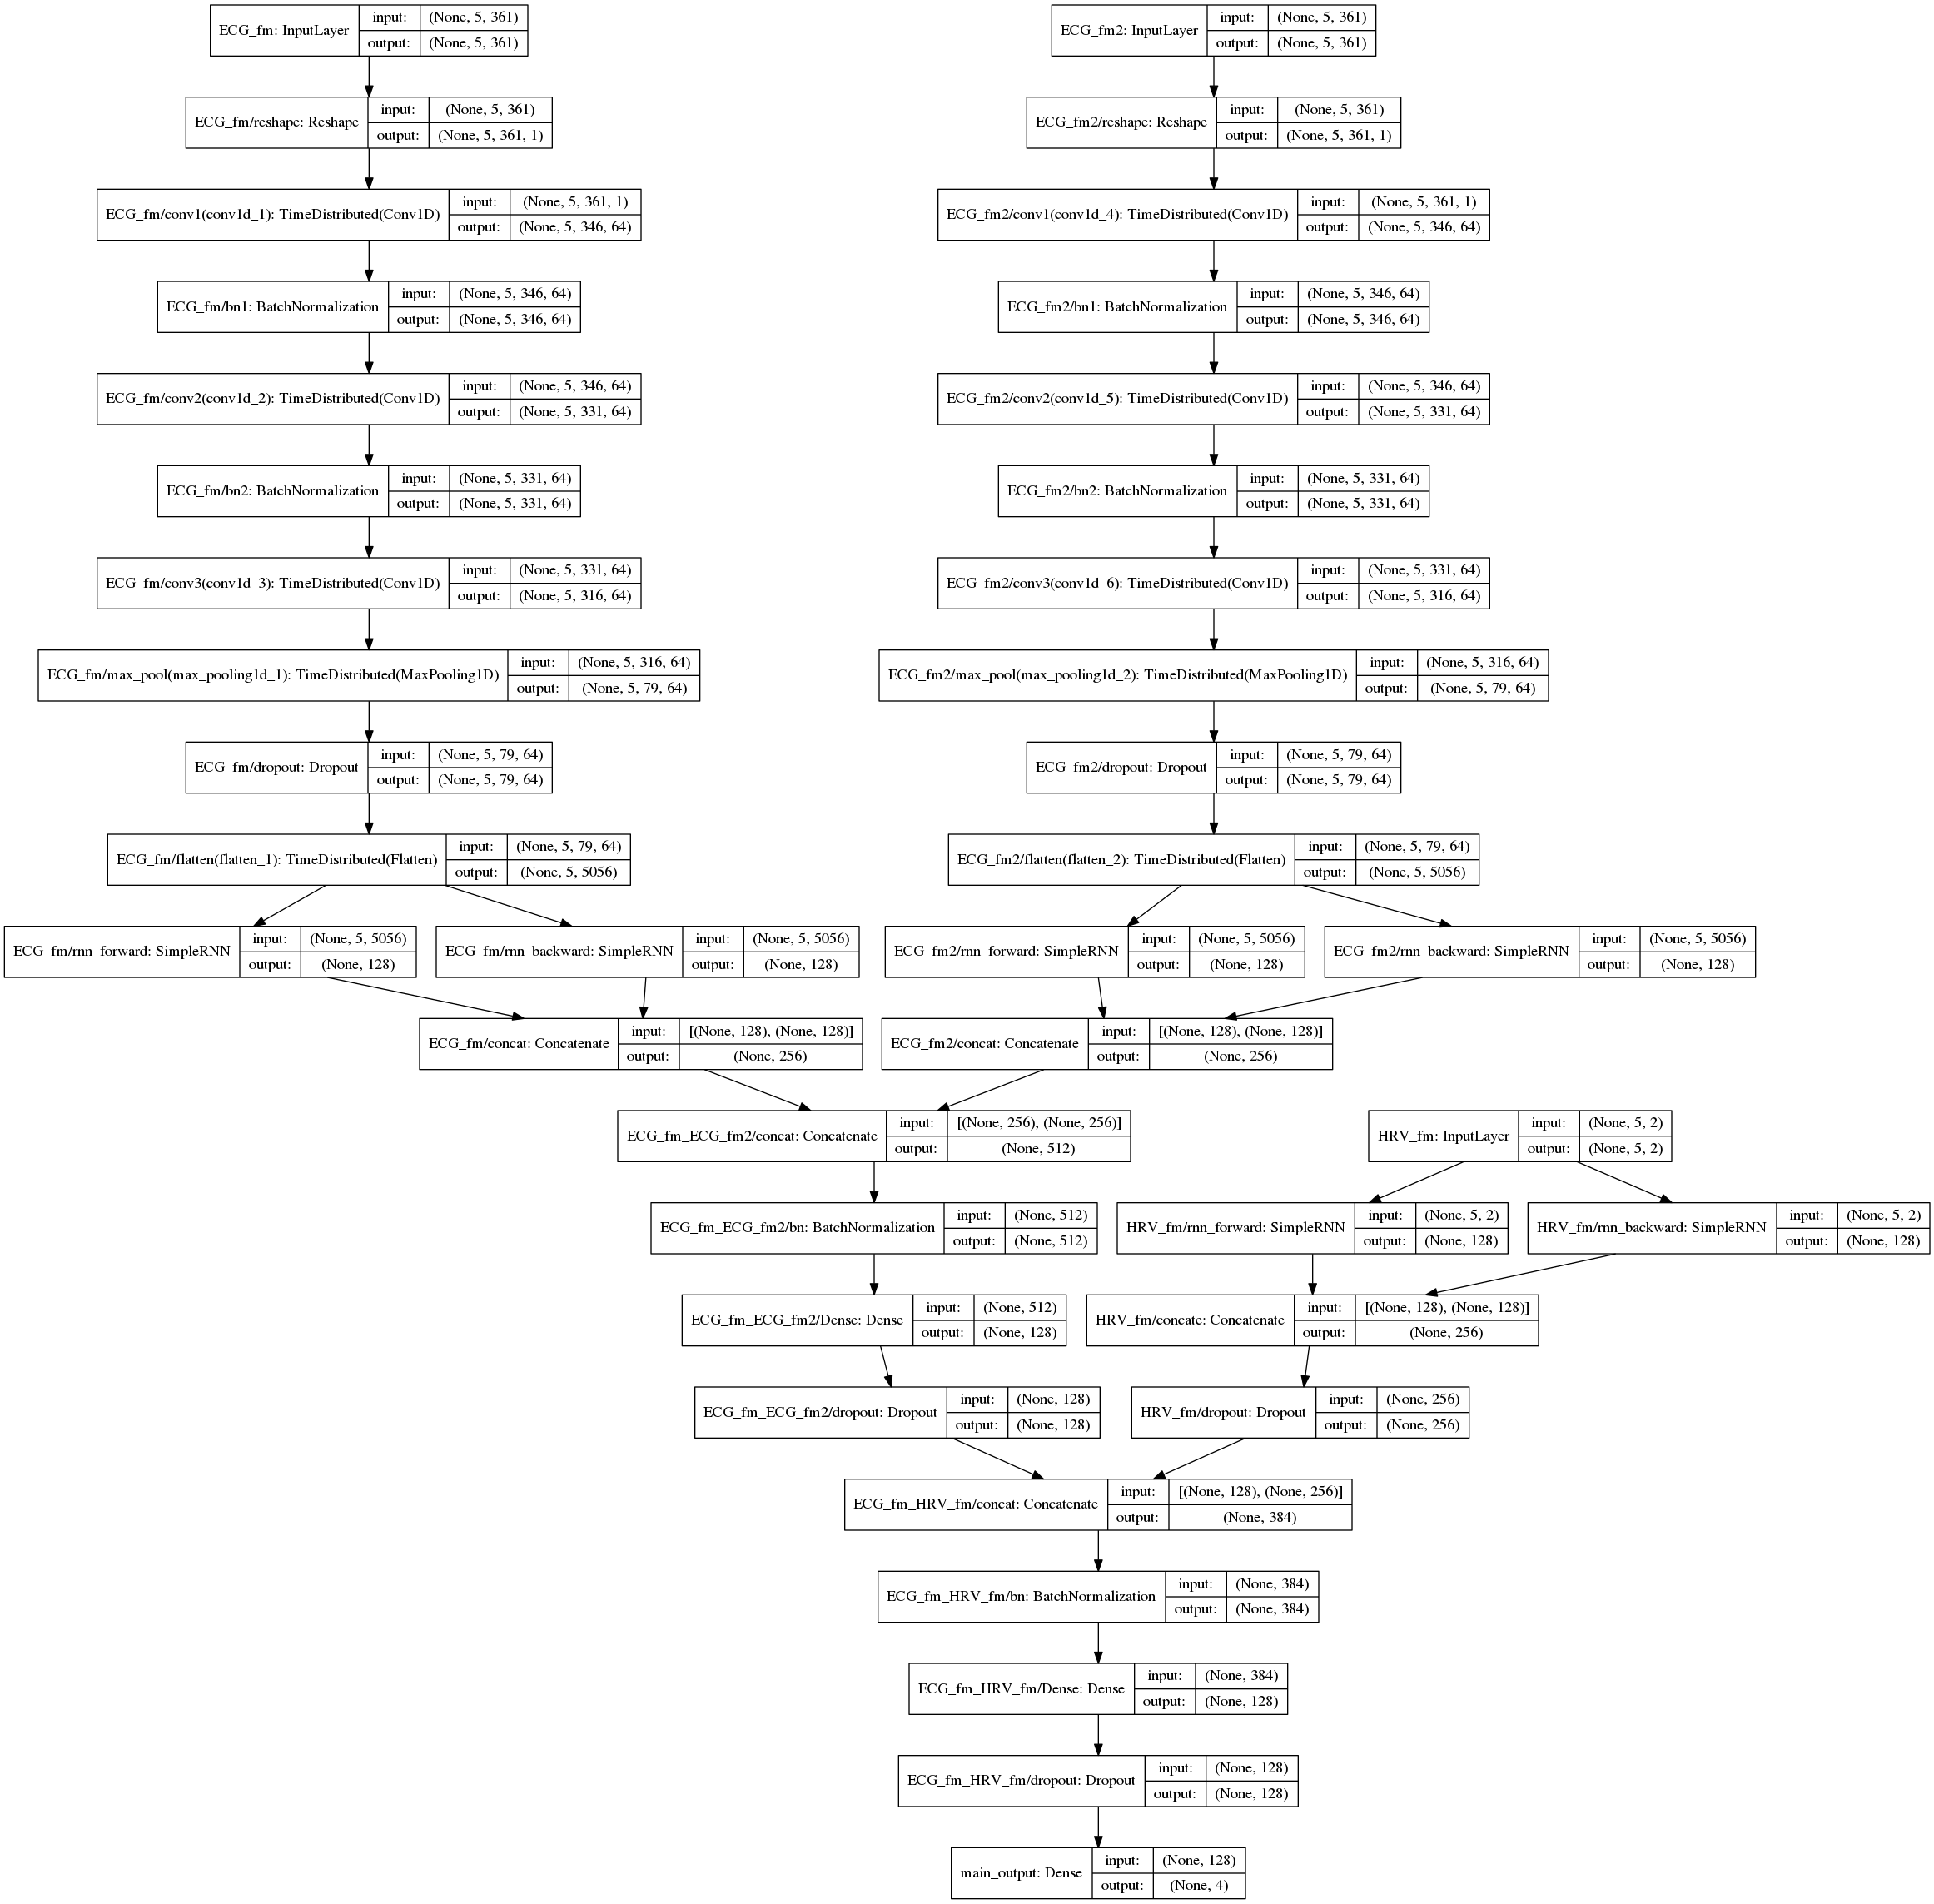 ECG_fm: InputLayer input: (None, 5, 361)
output: (None, 5, 361)
ECG_fm2: InputLayer input: (None, 5, 361)
output: (None, 5, 361)
ECG_fm/reshape: Reshape input: (None, 5, 361)
output: (None, 5, 361, 1)
ECG_fm2/reshape: Reshape input: (None, 5, 361)
output: (None, 5, 361, 1)
ECG_fm/conv1(conv1d_1): TimeDistributed(Conv1D) input: (None, 5, 361, 1)
output: (None, 5, 346, 64)
ECG_fm2/conv1(conv1d_4): TimeDistributed(Conv1D) input: (None, 5, 361, 1)
output: (None, 5, 346, 64)
ECG_fm/bn1: BatchNormalization input: (None, 5, 346, 64)
output: (None, 5, 346, 64)
ECG_fm2/bn1: BatchNormalization input: (None, 5, 346, 64)
output: (None, 5, 346, 64)
ECG_fm/conv2(conv1d_2): TimeDistributed(Conv1D) input: (None, 5, 346, 64)
output: (None, 5, 331, 64)
ECG_fm2/conv2(conv1d_5): TimeDistributed(Conv1D) input: (None, 5, 346, 64)
output: (None, 5, 331, 64)
ECG_fm/bn2: BatchNormalization input: (None, 5, 331, 64)
output: (None, 5, 331, 64)
ECG_fm2/bn2: BatchNormalization input: (None, 5, 331, 64)
output: (None, 5, 331, 64)
ECG_fm/conv3(conv1d_3): TimeDistributed(Conv1D) input: (None, 5, 331, 64)
output: (None, 5, 316, 64)
ECG_fm2/conv3(conv1d_6): TimeDistributed(Conv1D) input: (None, 5, 331, 64)
output: (None, 5, 316, 64)
ECG_fm/max_pool(max_pooling1d_1): TimeDistributed(MaxPooling1D) input: (None, 5, 316, 64)
output: (None, 5, 79, 64)
ECG_fm2/max_pool(max_pooling1d_2): TimeDistributed(MaxPooling1D) input: (None, 5, 316, 64)
output: (None, 5, 79, 64)
ECG_fm/dropout: Dropout input: (None, 5, 79, 64)
output: (None, 5, 79, 64)
ECG_fm2/dropout: Dropout input: (None, 5, 79, 64)
output: (None, 5, 79, 64)
ECG_fm/flatten(flatten_1): TimeDistributed(Flatten) input: (None, 5, 79, 64)
output: (None, 5, 5056)
ECG_fm2/flatten(flatten_2): TimeDistributed(Flatten) input: (None, 5, 79, 64)
output: (None, 5, 5056)
ECG_fm/rnn_forward: SimpleRNN input: (None, 5, 5056)
output: (None, 128)
ECG_fm/rnn_backward: SimpleRNN input: (None, 5, 5056)
output: (None, 128)
ECG_fm2/rnn_forward: SimpleRNN input: (None, 5, 5056)
output: (None, 128)
ECG_fm2/rnn_backward: SimpleRNN input: (None, 5, 5056)
output: (None, 128)
ECG_fm/concat: Concatenate input: [(None, 128), (None, 128)]
output: (None, 256)
ECG_fm2/concat: Concatenate input: [(None, 128), (None, 128)]
output: (None, 256)
ECG_fm_ECG_fm2/concat: Concatenate input: [(None, 256), (None, 256)]
output: (None, 512)
HRV_fm: InputLayer input: (None, 5, 2)
output: (None, 5, 2)
ECG_fm_ECG_fm2/bn: BatchNormalization input: (None, 512)
output: (None, 512)
HRV_fm/rnn_forward: SimpleRNN input: (None, 5, 2)
output: (None, 128)
HRV_fm/rnn_backward: SimpleRNN input: (None, 5, 2)
output: (None, 128)
ECG_fm_ECG_fm2/Dense: Dense input: (None, 512)
output: (None, 128)
HRV_fm/concate: Concatenate input: [(None, 128), (None, 128)]
output: (None, 256)
ECG_fm_ECG_fm2/dropout: Dropout input: (None, 128)
output: (None, 128)
HRV_fm/dropout: Dropout input: (None, 256)
output: (None, 256)
ECG_fm_HRV_fm/concat: Concatenate input: [(None, 128), (None, 256)]
output: (None, 384)
ECG_fm_HRV_fm/bn: BatchNormalization input: (None, 384)
output: (None, 384)
ECG_fm_HRV_fm/Dense: Dense input: (None, 384)
output: (None, 128)
ECG_fm_HRV_fm/dropout: Dropout input: (None, 128)
output: (None, 128)
main_output: Dense input: (None, 128)
output: (None, 4)